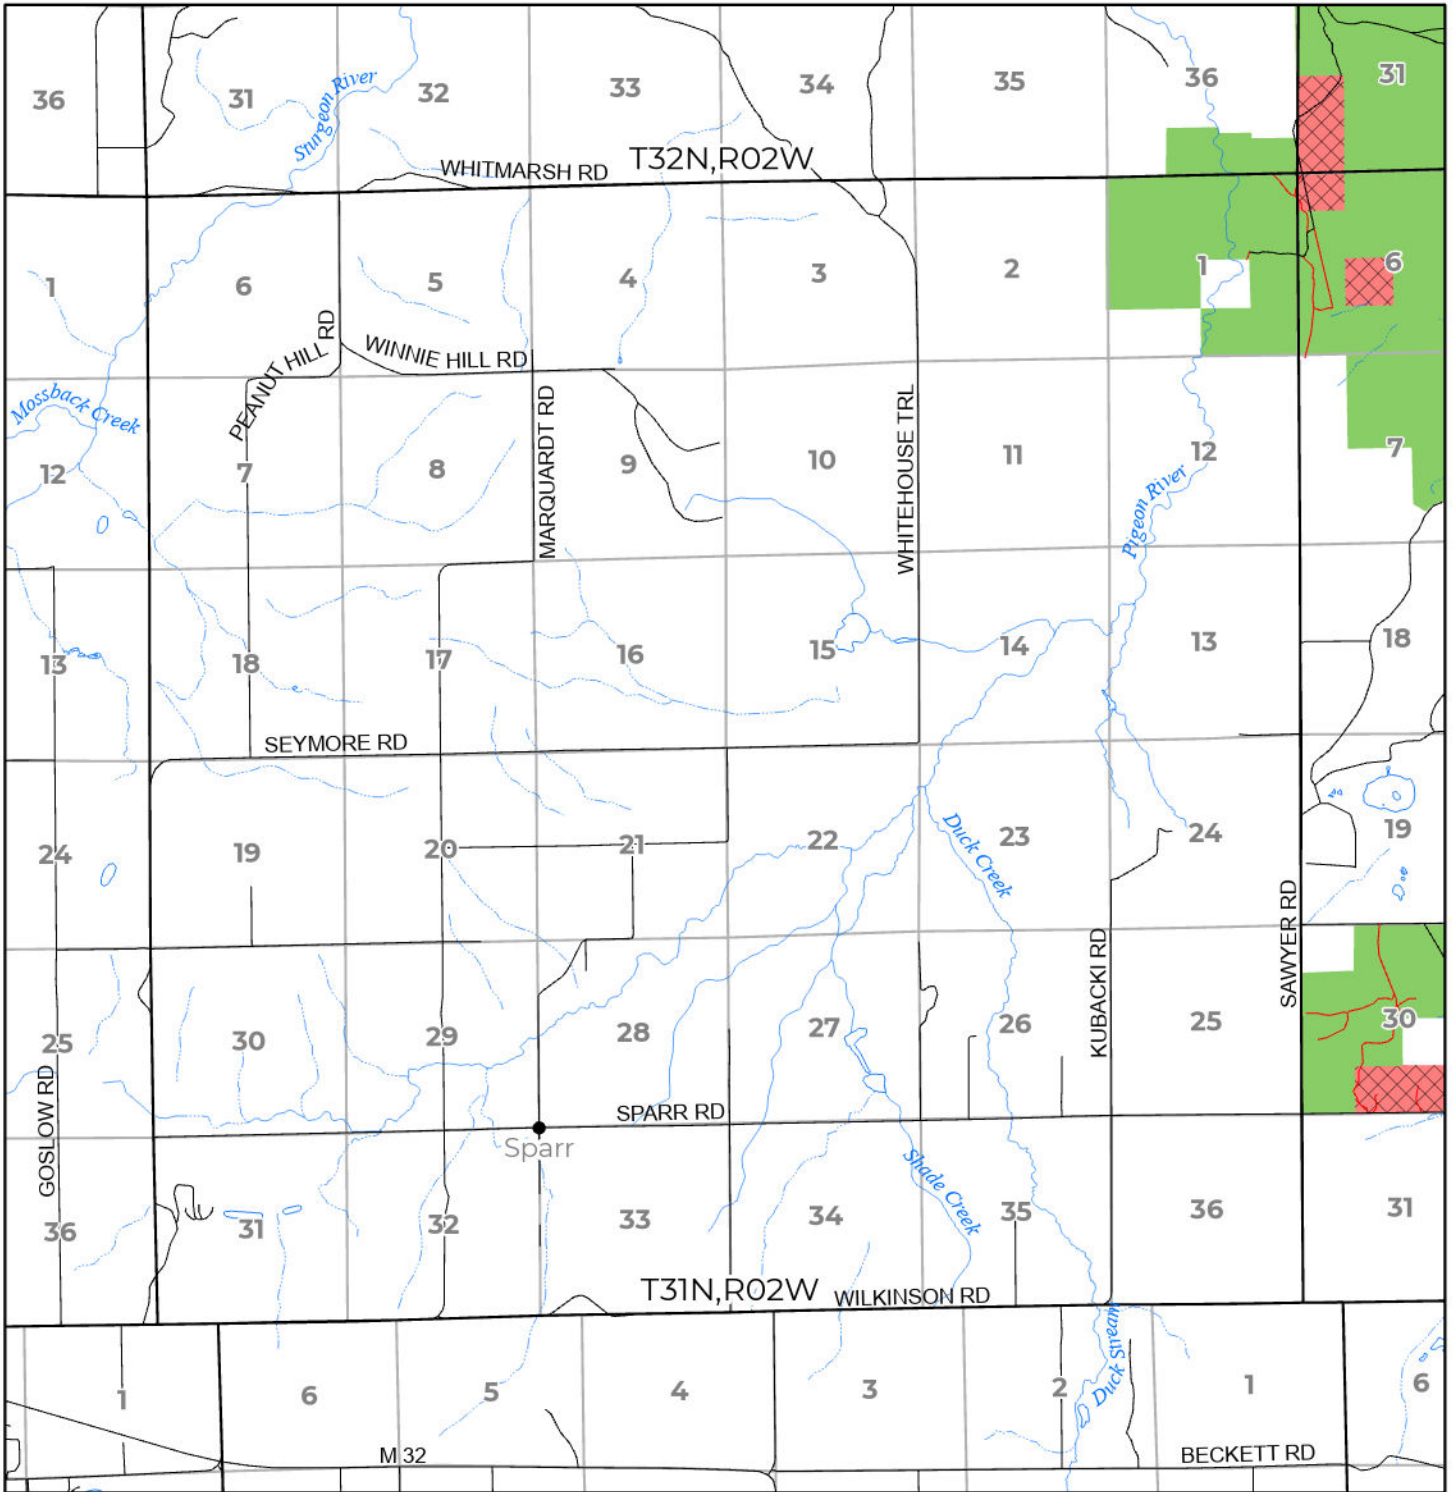 36
31
32
33
34
35
36
31
Sturgeon River
WHITMARSH RD
T32N,R02W
1
6
5
4
3
2
1
6
PEANUT HILL RD
WINNIE HILL RD
Mossback Creek
MARQUARDT RD
WHITEHOUSE TRL
12
7
8
9
10
11
12
7
Pigeon River
13
18
17
16
15
14
13
18
SEYMORE RD
24
19
20
21
22
23
24
19
Duck Creek
SAWYER RD
KUBACKI RD
25
30
29
28
27
26
25
30
GOSLOW RD
SPARR RD
Sparr
Shade Creek
36
31
32
33
34
35
36
31
T31N,R02W
WILKINSON RD
Duck Stream
1
6
5
4
3
2
1
6
M 32
BECKETT RD